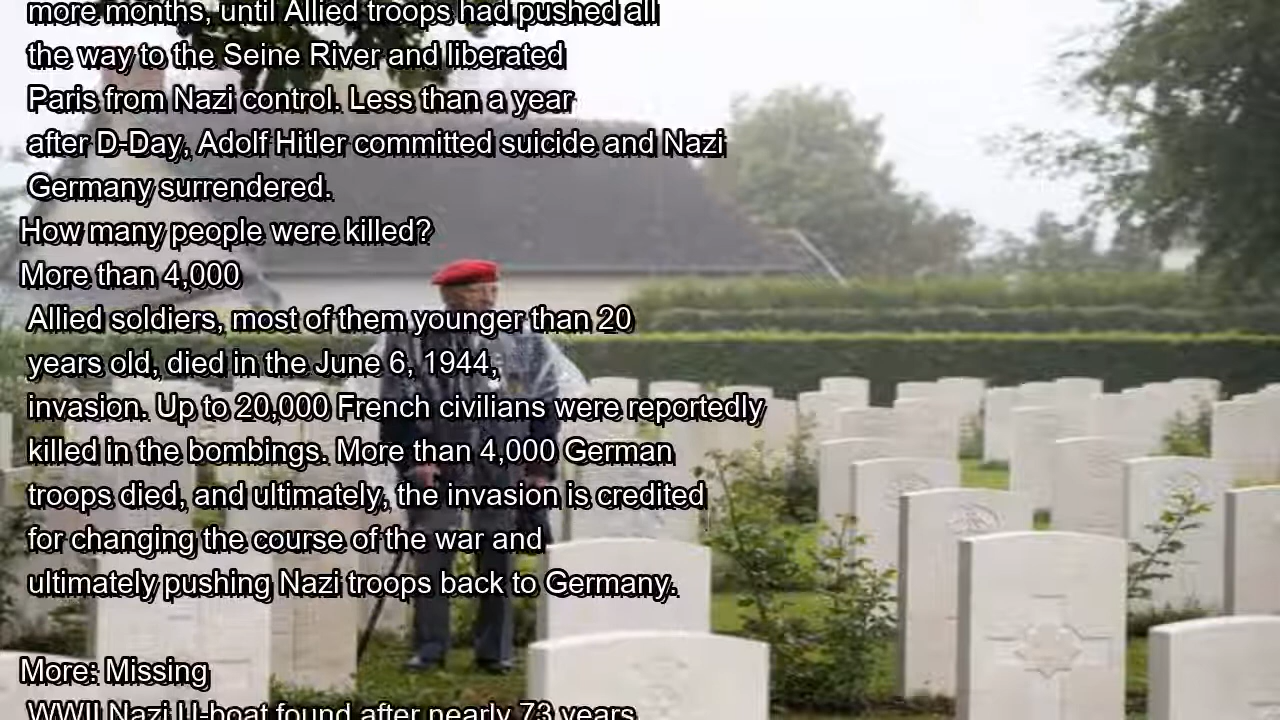 more months, until Allied troops had pushed all
the way to the Seine River and liberated
Paris from Nazi control. Less than a year
after D-Day, Adolf Hitler committed suicide and Nazi
Germany surrendered.
How many people were killed?
More than 4,000
Allied soldiers, most of them younger than 20
years old, died in the June 6, 1944,
invasion. Up to 20,000 French civilians were reportedly
killed in the bombings. More than 4,000 German
troops died, and ultimately, the invasion is credited
for changing the course of the war and
ultimately pushing Nazi troops back to Germany.
More: Missing
WWII Nazi U-boat found after nearly 73 years